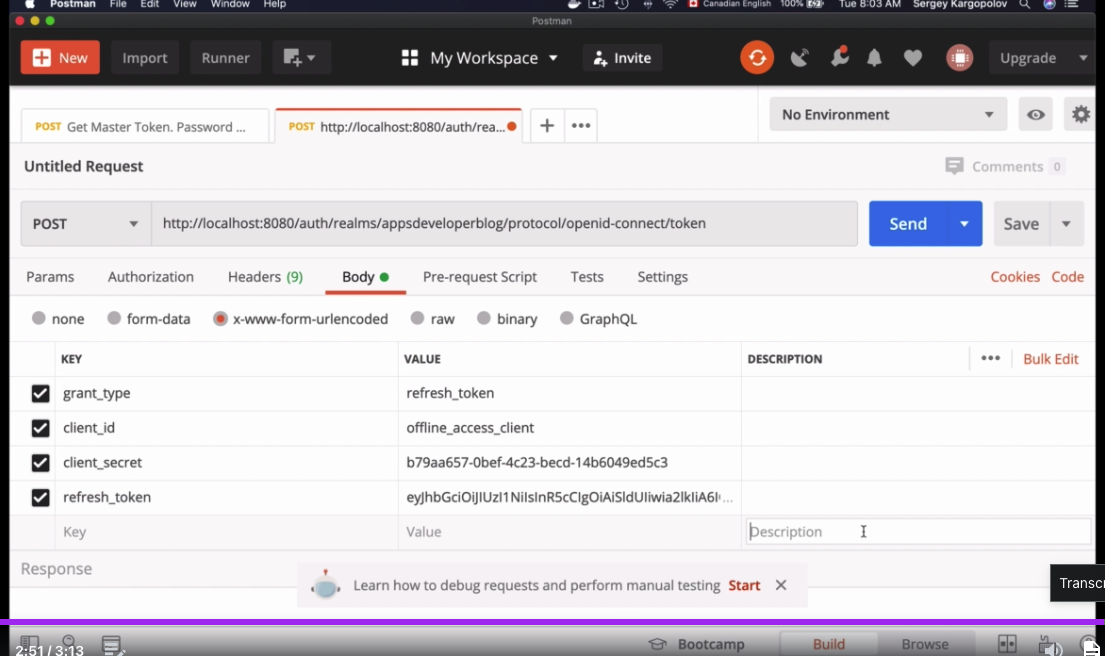 Postman File Edit View Window Help Canadian English 100% Tue 8:03 AM Sergey Kargopolov
Postman
New Import Runner My Workspace Invite Upgrade
POST Get Master Token. Password ... POST http://localhost:8080/auth/rea... No Environment
Untitled Request Comments 0
POST http://localhost:8080/auth/realms/appsdeveloperblog/protocol/openid-connect/token Send Save
Params Authorization Headers (9) Body Pre-request Script Tests Settings Cookies Code
none form-data x-www-form-urlencoded raw binary GraphQL
KEY VALUE DESCRIPTION Bulk Edit
grant_type refresh_token
client_id offline_access_client
client_secret b79aa657-0bef-4c23-becd-14b6049ed5c3
refresh_token
Key Value Description
Response
Learn how to debug requests and perform manual testing Start
Transcr
2:51 / 3:13 Bootcamp Build Browse